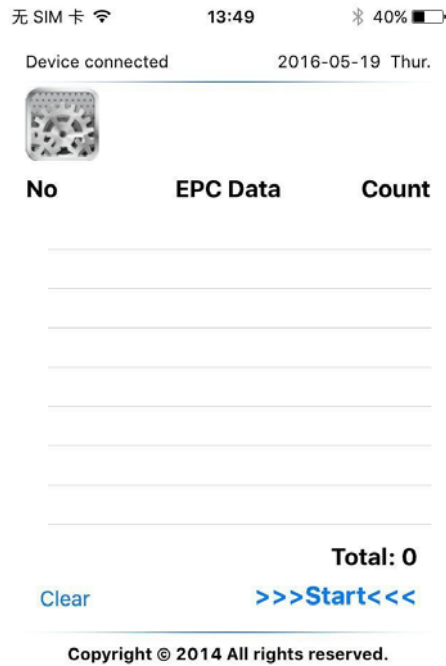 无 SIM 卡 13:49 40%
Device connected 2016-05-19 Thur.
No EPC Data Count
Total: 0
Clear >>>Start<<<
Copyright © 2014 All rights reserved.